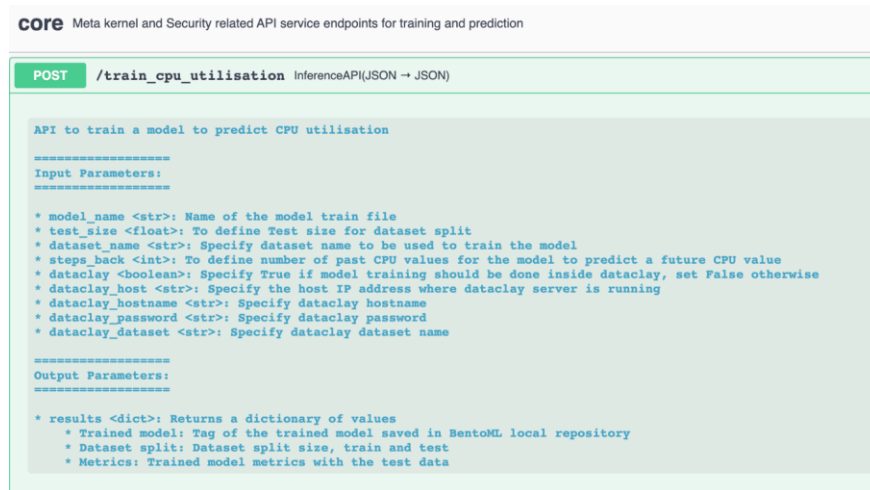 core Meta kernel and Security related API service endpoints for training and prediction
POST /train_cpu_utilisation InferenceAPI(JSON → JSON)
API to train a model to predict CPU utilisation
==================
Input Parameters:
==================
* model_name <str>: Name of the model train file
* test_size <float>: To define Test size for dataset split
* dataset_name <str>: Specify dataset name to be used to train the model
* steps_back <int>: To define number of past CPU values for the model to predict a future CPU value
* dataclay <boolean>: Specify True if model training should be done inside dataclay, set False otherwise
* dataclay_host <str>: Specify the host IP address where dataclay server is running
* dataclay_hostname <str>: Specify dataclay hostname
* dataclay_password <str>: Specify dataclay password
* dataclay_dataset <str>: Specify dataclay dataset name
==================
Output Parameters:
==================
* results <dict>: Returns a dictionary of values
* Trained model: Tag of the trained model saved in BentoML local repository
* Dataset split: Dataset split size, train and test
* Metrics: Trained model metrics with the test data